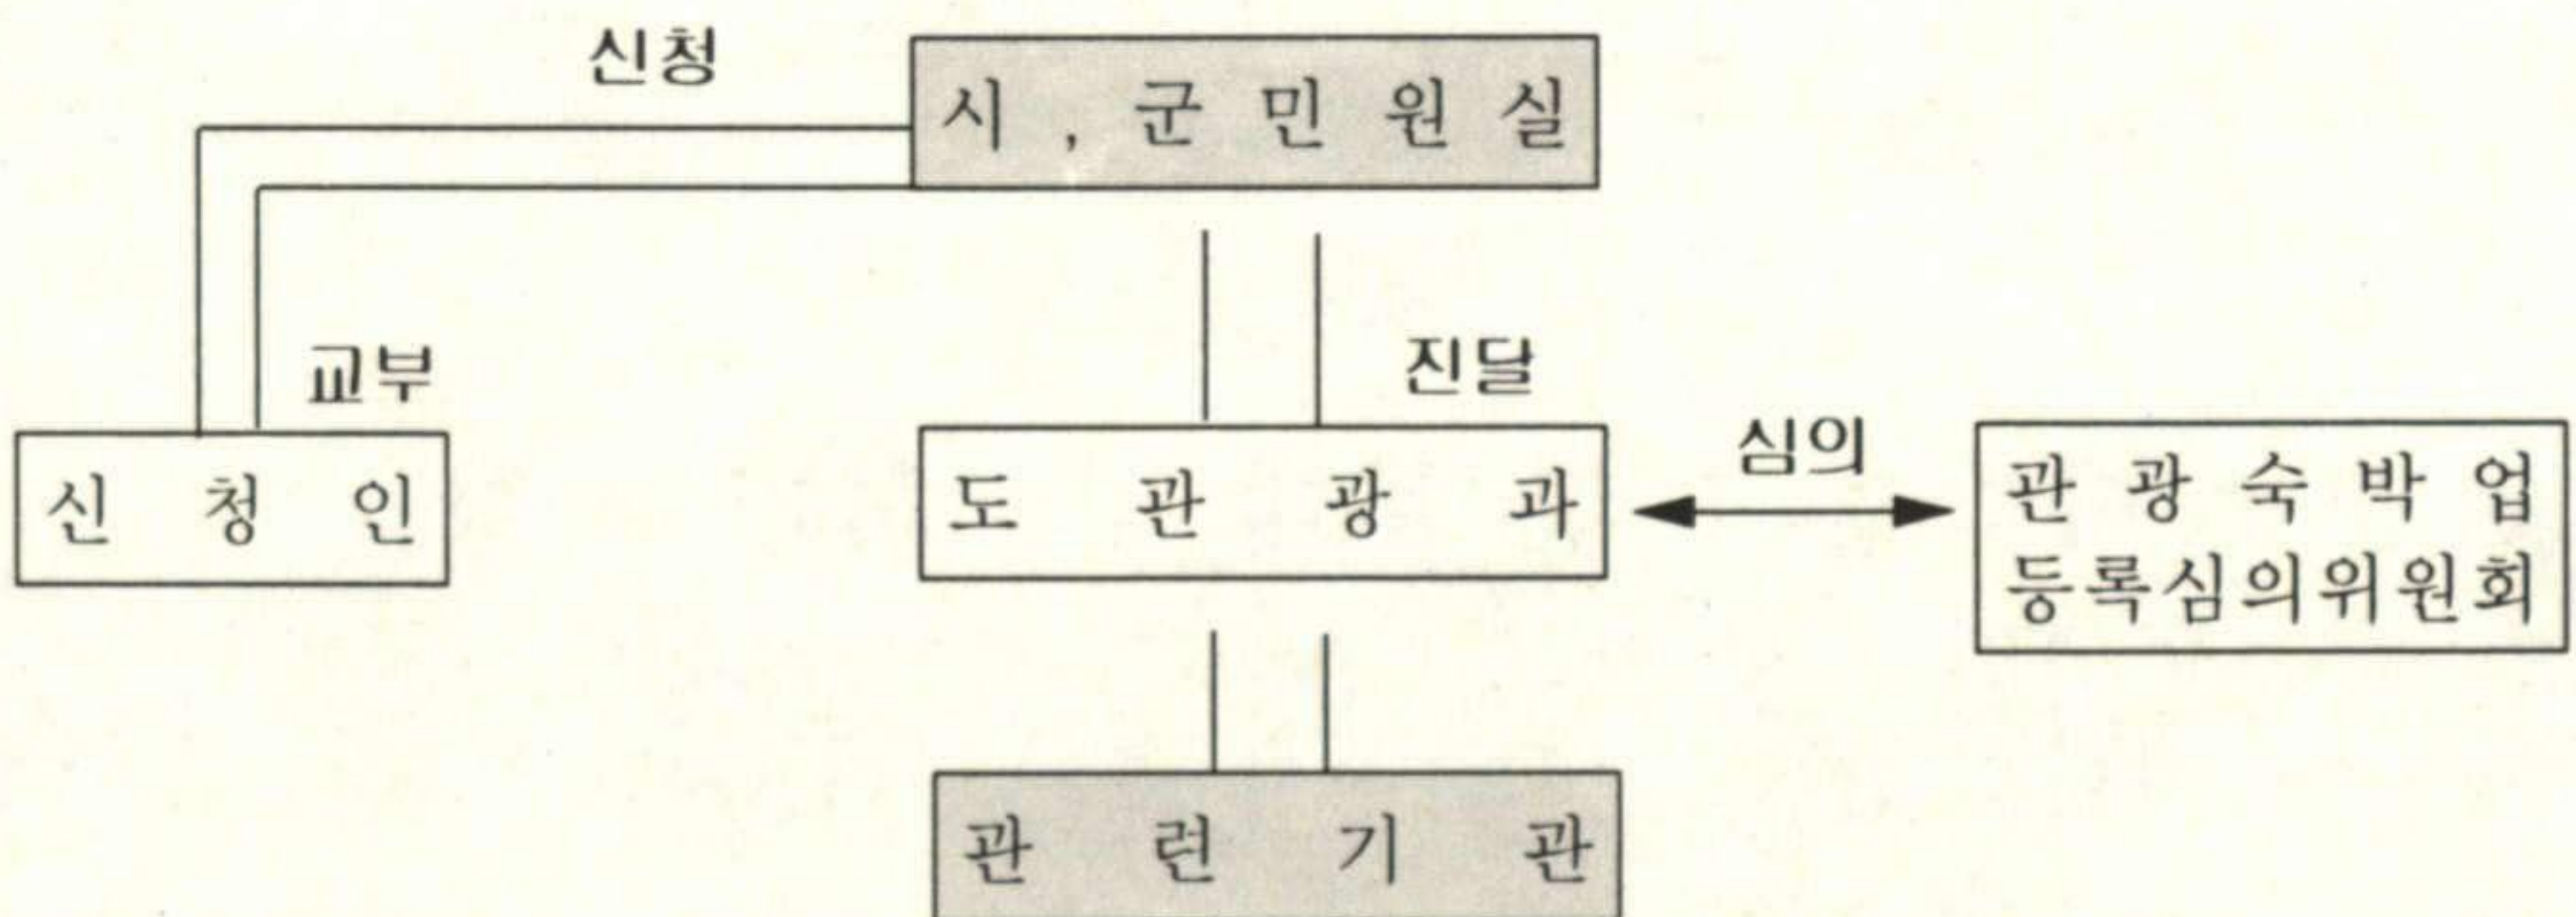 신청
시, 군 민 원 실
교부
진달
신 청 인
도 관 광 과
심의
관 광 숙 박 업
등록심의위원회
관 련 기 관